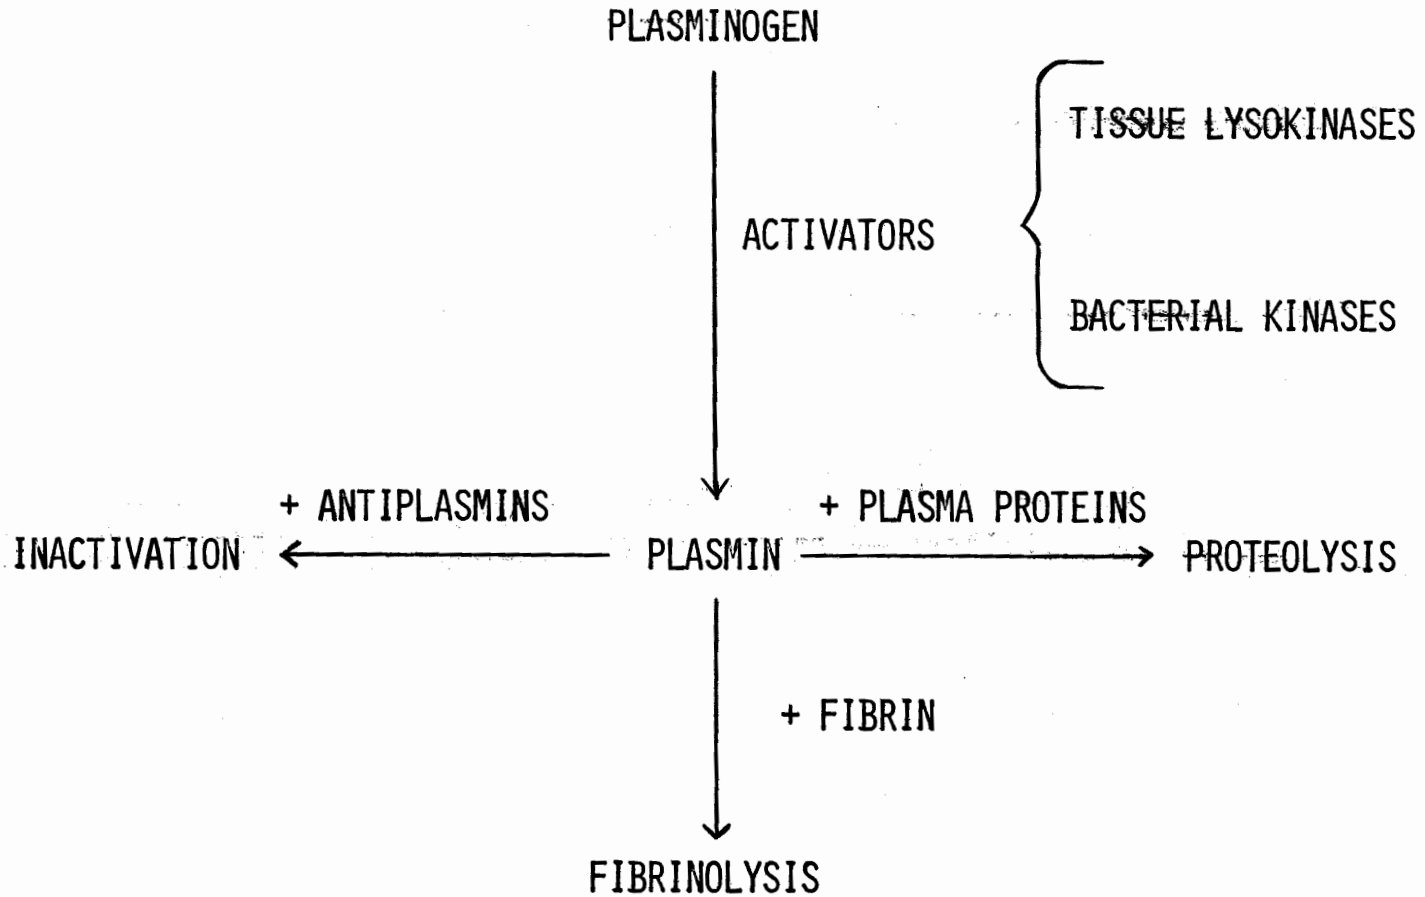 PLASMINOGEN
TISSUE LYSOKINASES
ACTIVATORS
BACTERIAL KINASES
+ ANTIPLASMINS
+ PLASMA PROTEINS
INACTIVATION
PLASMIN
PROTEOLYSIS
+ FIBRIN
FIBRINOLYSIS